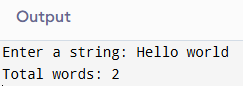 Output
Enter a string: Hello world
Total words: 2